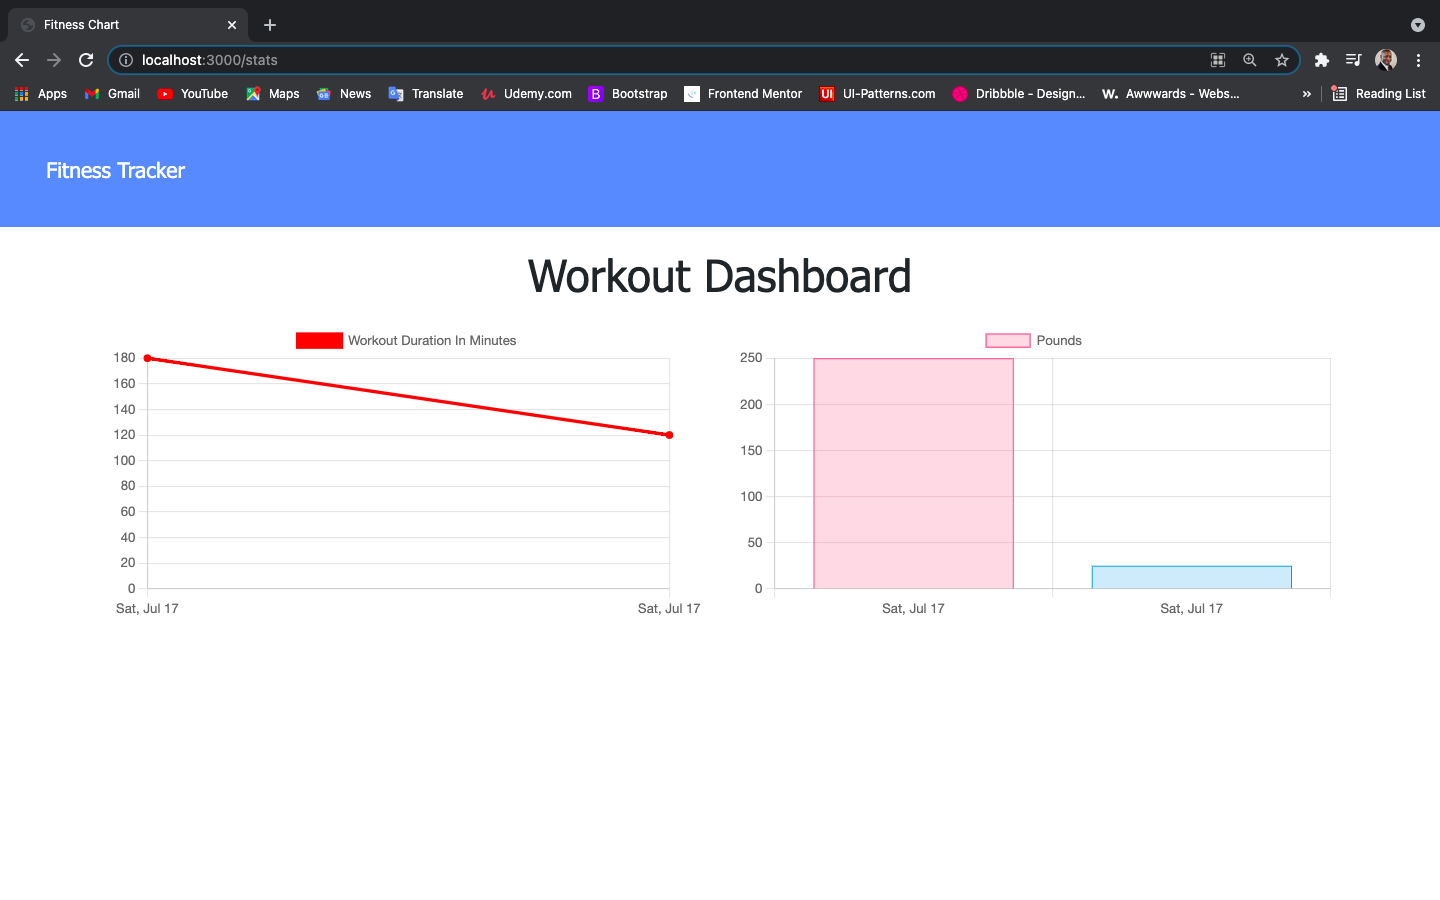 Fitness Chart
localhost:3000/stats
Apps Gmail YouTube Maps News Translate Udemy.com B Bootstrap Frontend Mentor UI UI-Patterns.com Dribbble - Design... W. Awwwards - Webs... » Reading List
Fitness Tracker
Workout Dashboard
Workout Duration In Minutes
180
160
140
120
100
80
60
40
20
0
Sat, Jul 17 Sat, Jul 17
Pounds
250
200
150
100
50
0
Sat, Jul 17 Sat, Jul 17